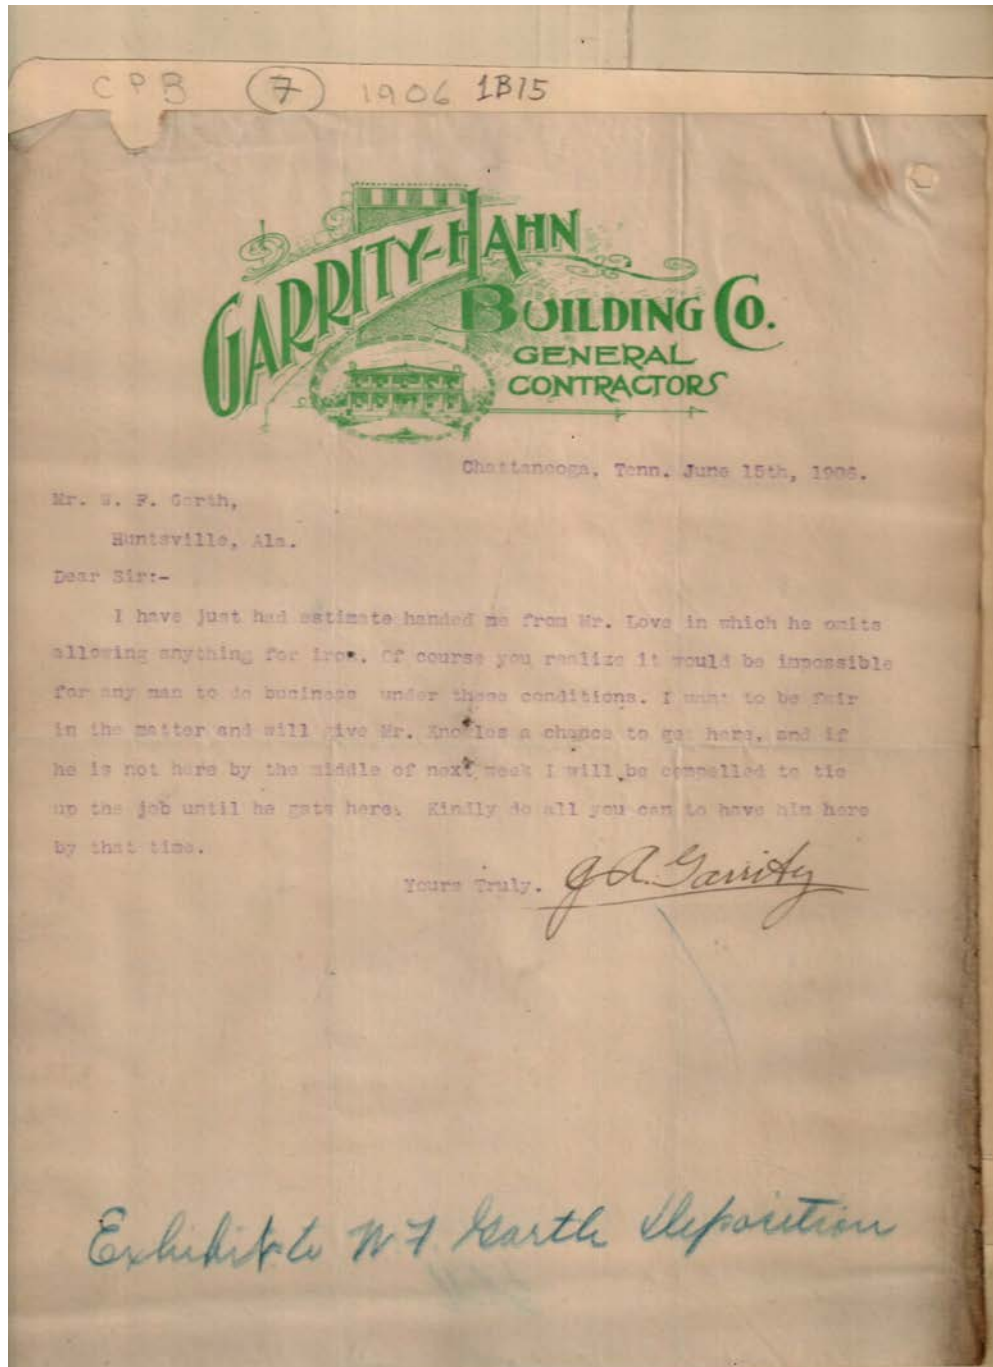 CPB 7 1906 1B15
GARRITY-HAHN
BUILDING CO.
GENERAL
CONTRACTORS
Chattanooga, Tenn. June 15th, 1906.
Mr. W. F. Garth,
Huntsville, Ala.
Dear Sir:-
I have just had estimate handed me from Mr. Love in which he omits
allowing anything for iron. Of course you realize it would be impossible
for any man to do business under these conditions. I want to be fair
in the matter and will give Mr. Knowles a chance to get here, and if
he is not here by the middle of next week I will be compelled to tie
up the job until he gets here. Kindly do all you can to have him here
by that time.
Yours Truly. J A. Garrity
Exhibit to W F Garth Deposition